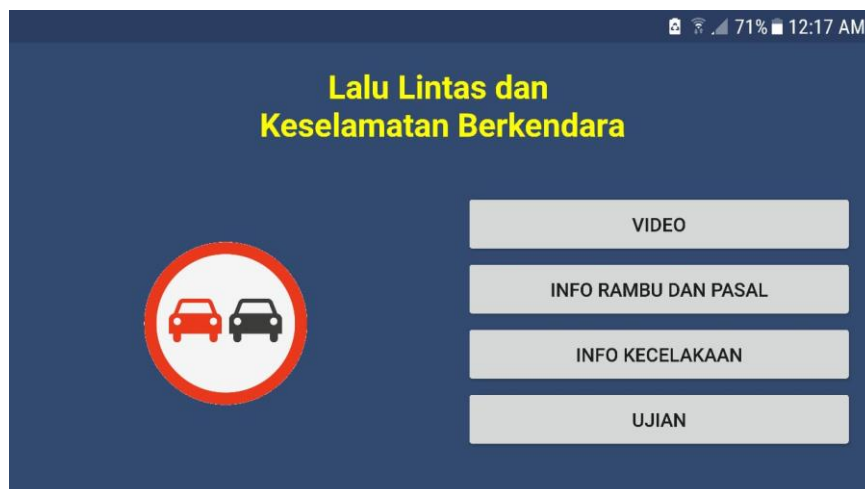 71% 12:17 AM
Lalu Lintas dan
Keselamatan Berkendara
VIDEO
INFO RAMBU DAN PASAL
INFO KECELAKAAN
UJIAN